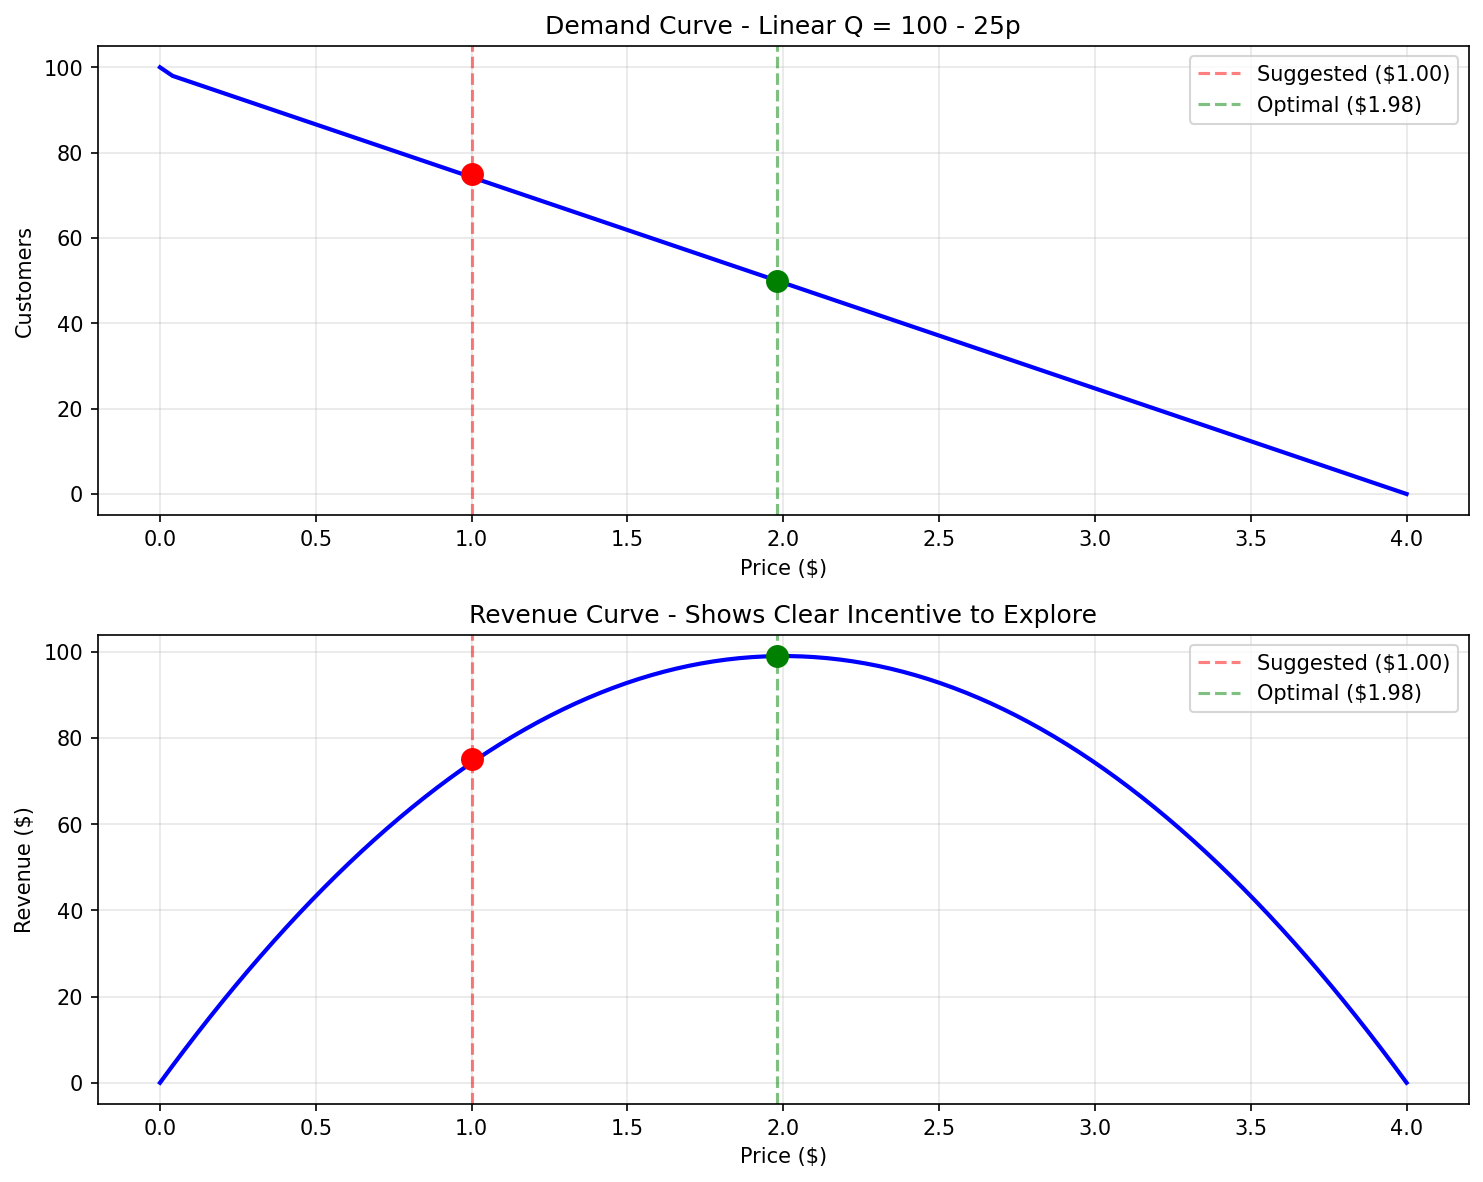 Demand Curve - Linear Q = 100 - 25p
Suggested ($1.00)
Optimal ($1.98)
100
80
60
40
20
0
Customers
0.0 0.5 1.0 1.5 2.0 2.5 3.0 3.5 4.0
Price ($)
Revenue Curve - Shows Clear Incentive to Explore
Suggested ($1.00)
Optimal ($1.98)
100
80
60
40
20
0
Revenue ($)
0.0 0.5 1.0 1.5 2.0 2.5 3.0 3.5 4.0
Price ($)